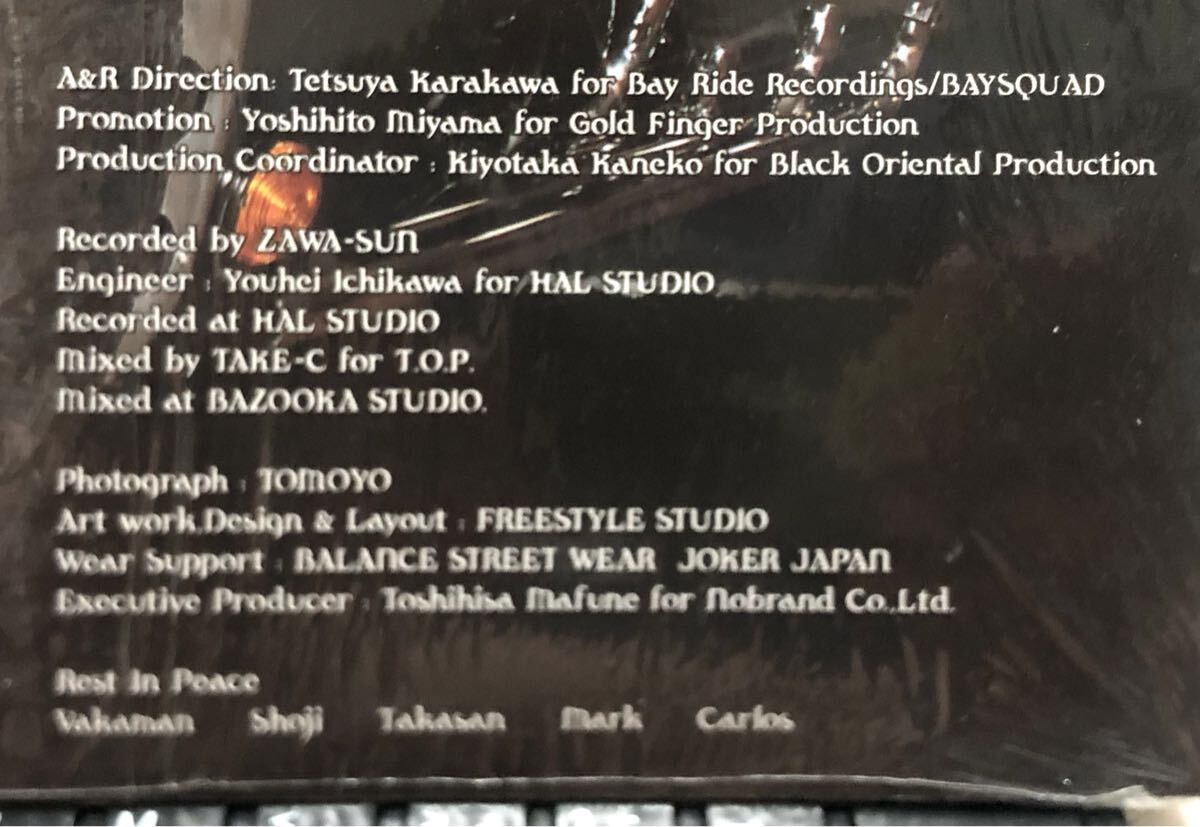 A&R Direction: Tetsuya Karakawa for Bay Ride Recordings/BAYSQUAD
Promotion : Yoshihito Miyama for Gold Finger Production
Production Coordinator : Kiyotaka Kaneko for Black Oriental Production
Recorded by ZAWA-SUN
Engineer : Youhei Ichikawa for HAL STUDIO
Recorded at HAL STUDIO
Mixed by TAKE-C for T.O.P.
Mixed at BAZOOKA STUDIO.
Photograph : TOMOYO
Art work,Design & Layout : FREESTYLE STUDIO
Wear Support : BALANCE STREET WEAR JOKER JAPAN
Executive Producer : Toshihisa Mafune for Nobrand Co.,Ltd.
Rest In Peace
Vakaman Shoji Takasan Mark Carlos